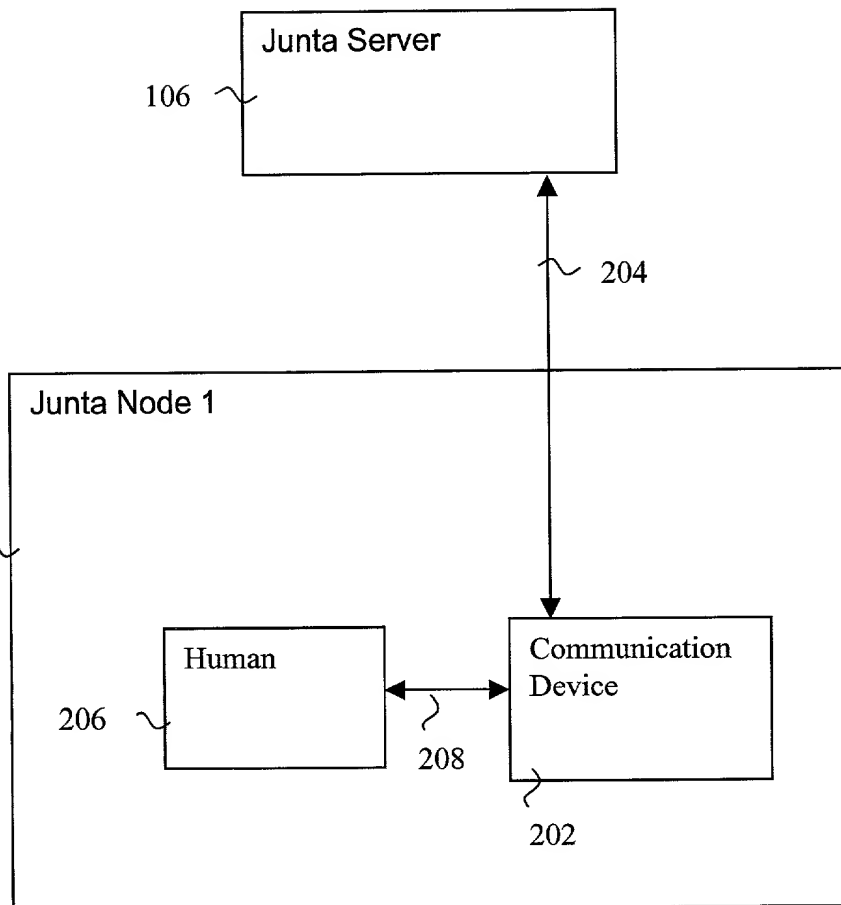 Junta Server
106
204
Junta Node 1
Human
Communication
Device
206
208
202